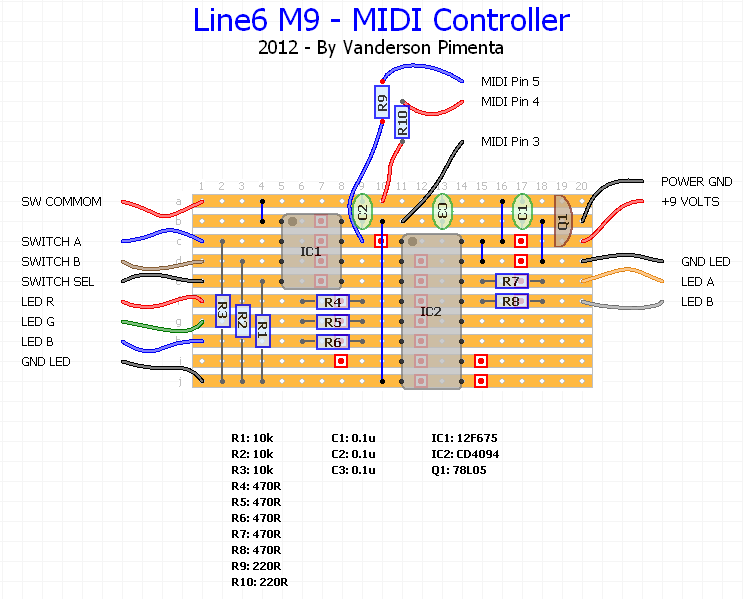 Line6 M9 - MIDI Controller
2012 - By Vanderson Pimenta
MIDI Pin 5
R9
MIDI Pin 4
R10
MIDI Pin 3
POWER GND
1 2 3 4 5 6 7 8 9 10 11 12 13 14 15 16 17 18 19 20
SW COMMOM
a
+9 VOLTS
C2
C3
C1
Q1
b
SWITCH A
c
IC1
SWITCH B
d
GND LED
SWITCH SEL
e
R7
LED A
LED R
f
R4
R8
LED B
R3
R2
R1
IC2
LED G
g
R5
LED B
h
R6
GND LED
i
j
R1: 10k C1: 0.1u IC1: 12F675
R2: 10k C2: 0.1u IC2: CD4094
R3: 10k C3: 0.1u Q1: 78L05
R4: 470R
R5: 470R
R6: 470R
R7: 470R
R8: 470R
R9: 220R
R10: 220R